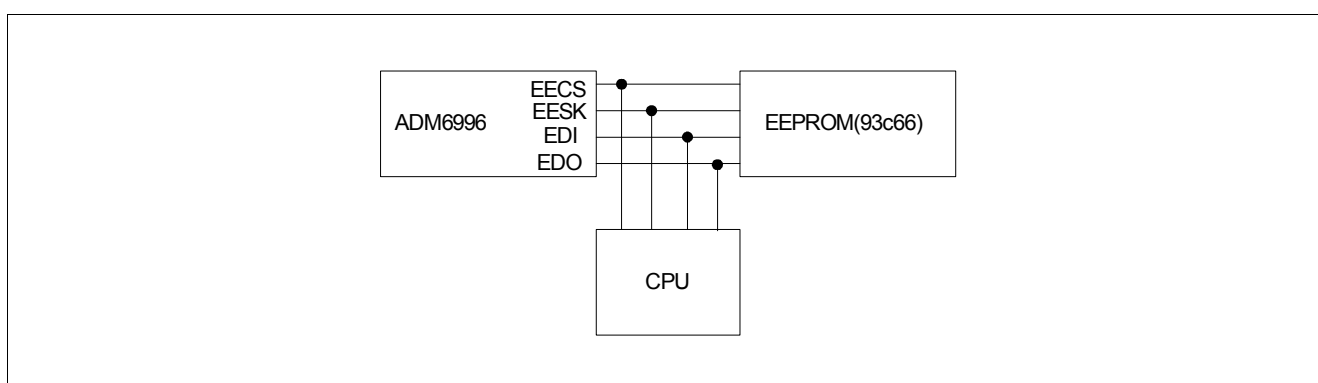 EECS
EESK
ADM6996
EEPROM(93c66)
EDI
EDO
CPU